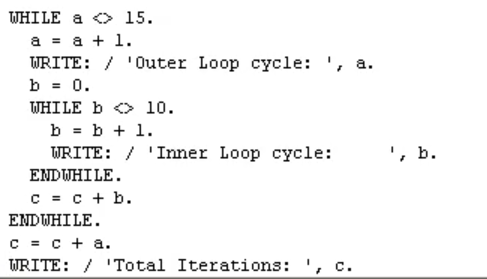 WHILE a <> 15.
  a = a + 1.
  WRITE: / 'Outer Loop cycle: ', a.
  b = 0.
  WHILE b <> 10.
    b = b + 1.
    WRITE: / 'Inner Loop cycle:     ', b.
  ENDWHILE.
  c = c + b.
ENDWHILE.
c = c + a.
WRITE: / 'Total Iterations: ', c.